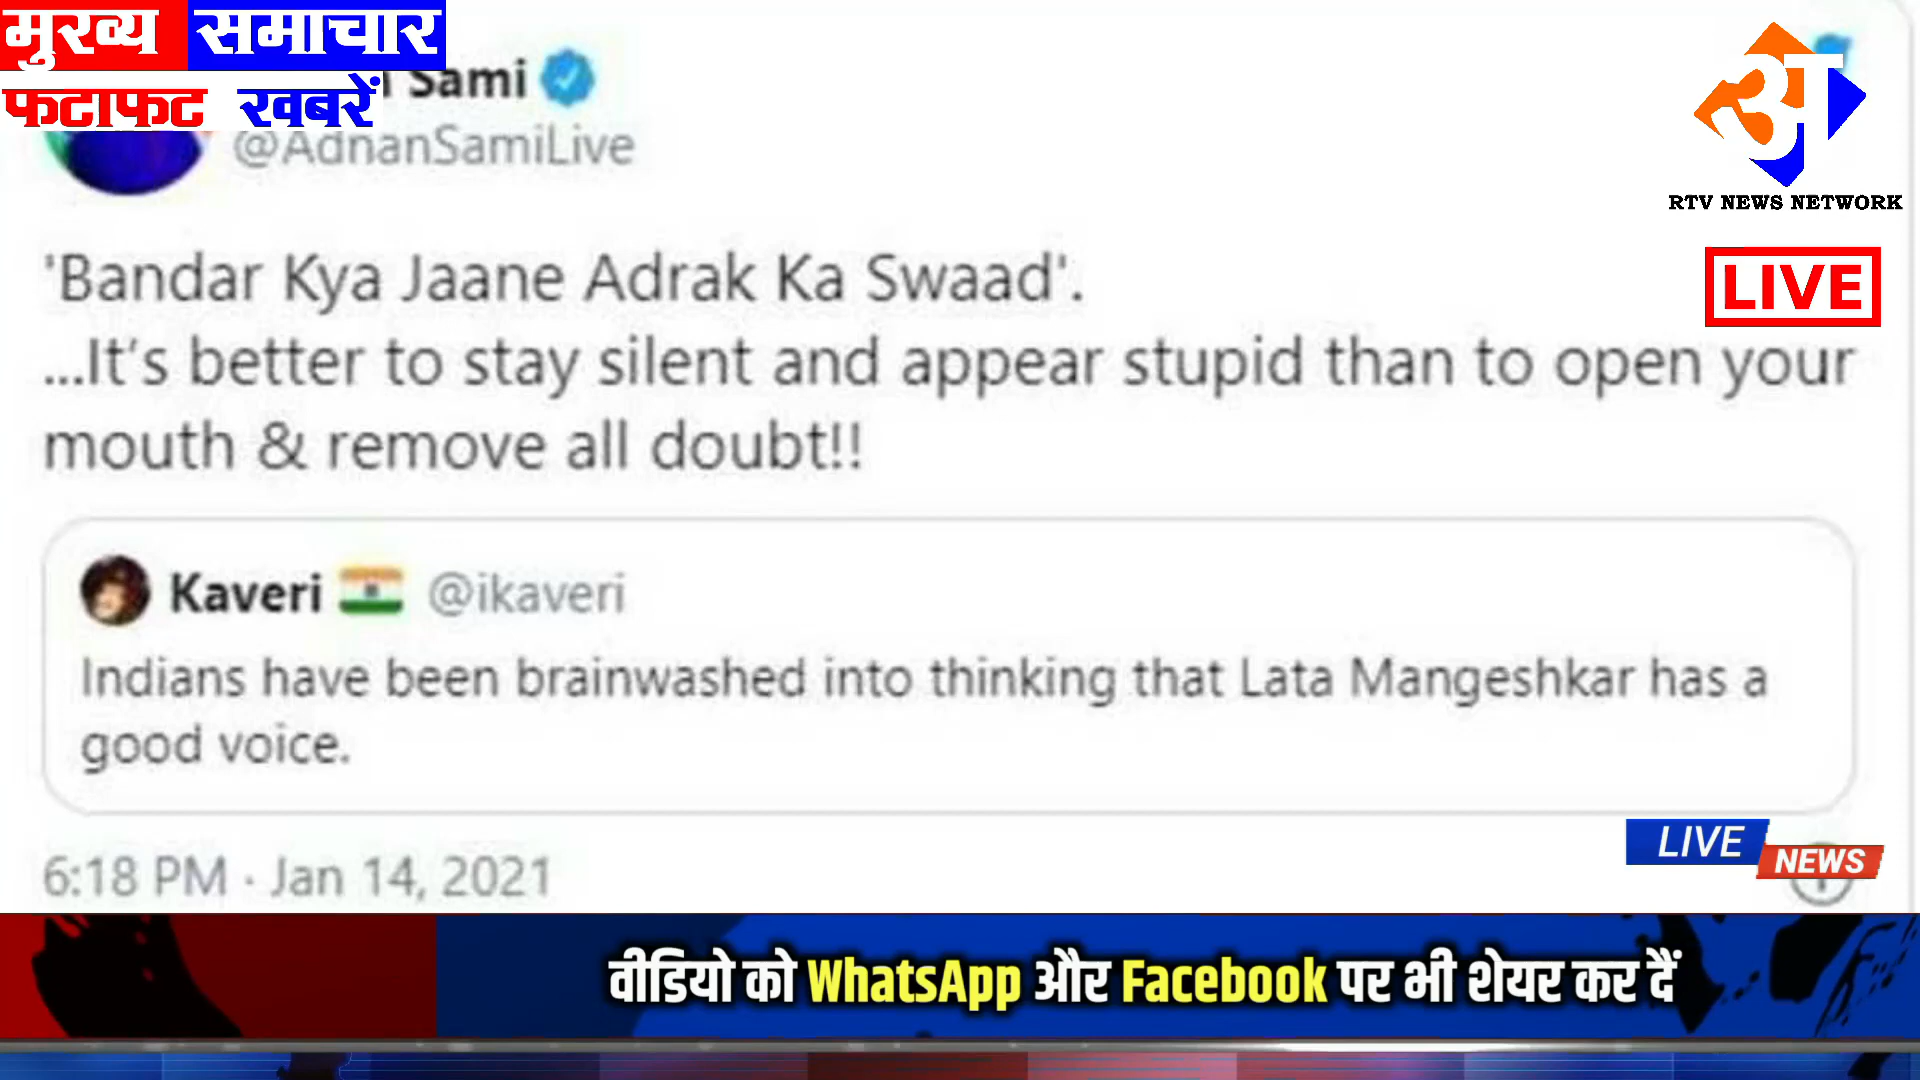 मुख्य समाचार
फटाफट खबरें
Sami
@AdnanSamiLive
अ
RTV NEWS NETWORK
LIVE
'Bandar Kya Jaane Adrak Ka Swaad'.
...It's better to stay silent and appear stupid than to open your
mouth & remove all doubt!!
Kaveri @ikaveri
Indians have been brainwashed into thinking that Lata Mangeshkar has a
good voice.
6:18 PM · Jan 14, 2021
LIVE
NEWS
वीडियो को WhatsApp और Facebook पर भी शेयर कर दें